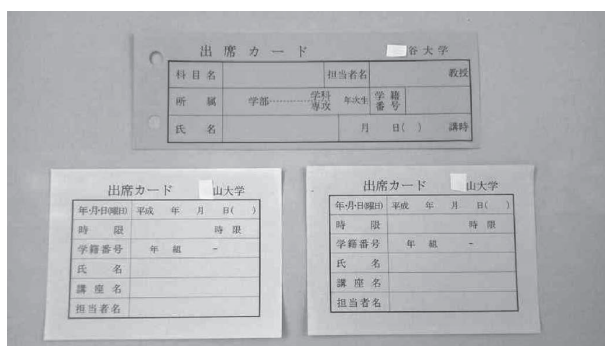 出席カード 谷大学
科目名 担当者名 教授
所属 学部 学科 専攻 年次生 学籍番号
氏名 月 日( ) 講時
出席カード 山大学
年・月・日(曜日) 平成 年 月 日( )
時限 時限
学籍番号 年 組 -
氏名
講座名
担当者名
出席カード 山大学
年・月・日(曜日) 平成 年 月 日( )
時限 時限
学籍番号 年 組 -
氏名
講座名
担当者名